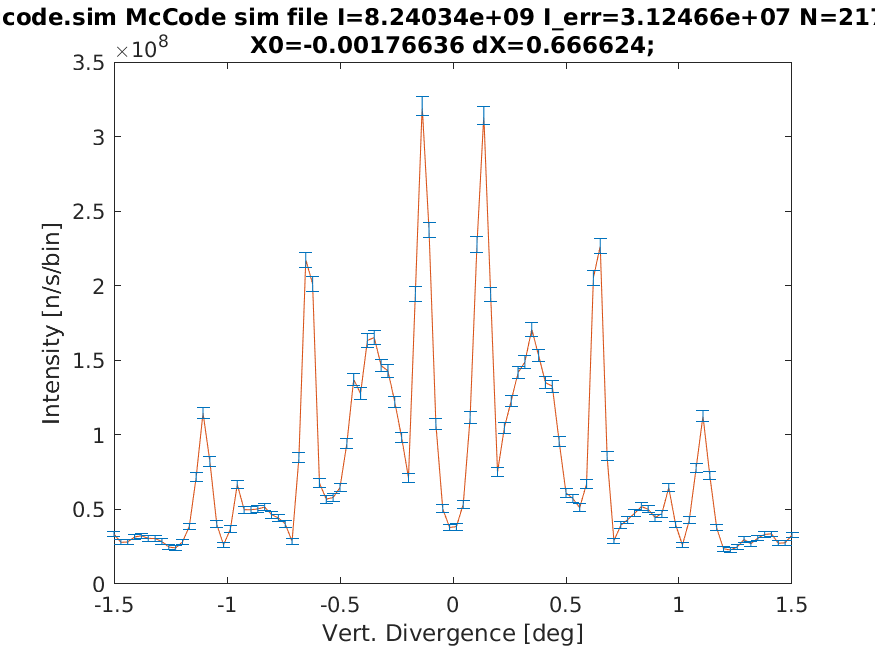 code.sim McCode sim file I=8.24034e+09 I_err=3.12466e+07 N=217
X0=-0.00176636 dX=0.666624;
×10^8
3.5
3
2.5
2
1.5
1
0.5
0
Intensity [n/s/bin]
-1.5 -1 -0.5 0 0.5 1 1.5
Vert. Divergence [deg]